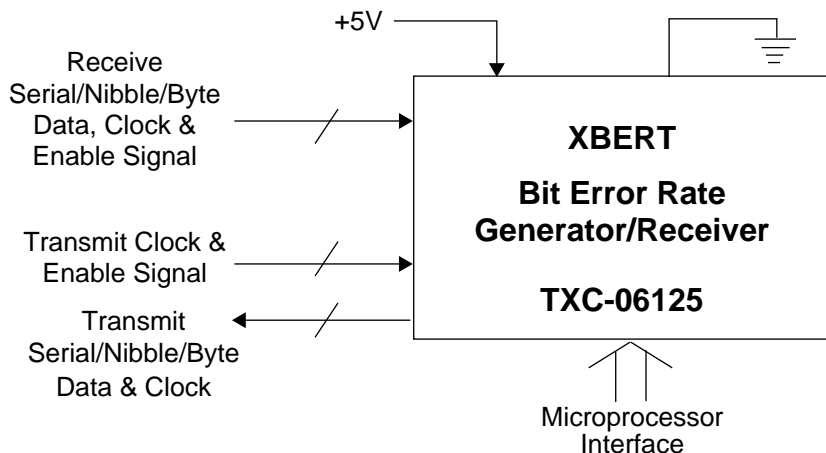 +5V
Receive
Serial/Nibble/Byte
Data, Clock &
Enable Signal
XBERT
Bit Error Rate
Generator/Receiver
TXC-06125
Transmit Clock &
Enable Signal
Transmit
Serial/Nibble/Byte
Data & Clock
Microprocessor
Interface